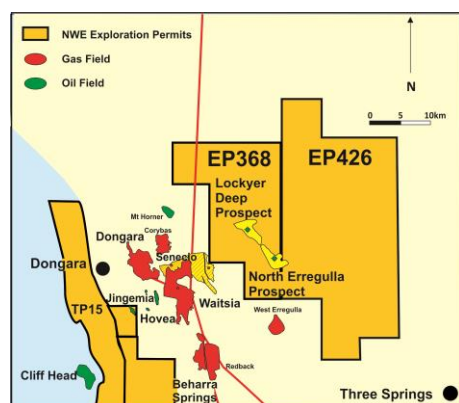 NWE Exploration Permits
Gas Field
Oil Field
N
0 5 10km
EP368
EP426
Lockyer
Deep
Prospect
Mt Horner
Corybas
Dongara
Senecio
Dongara
North Erregulla
Prospect
Waitsia
TP15
Jingemia
Hovea
West Erregulla
Redback
Cliff Head
Beharra
Springs
Three Springs